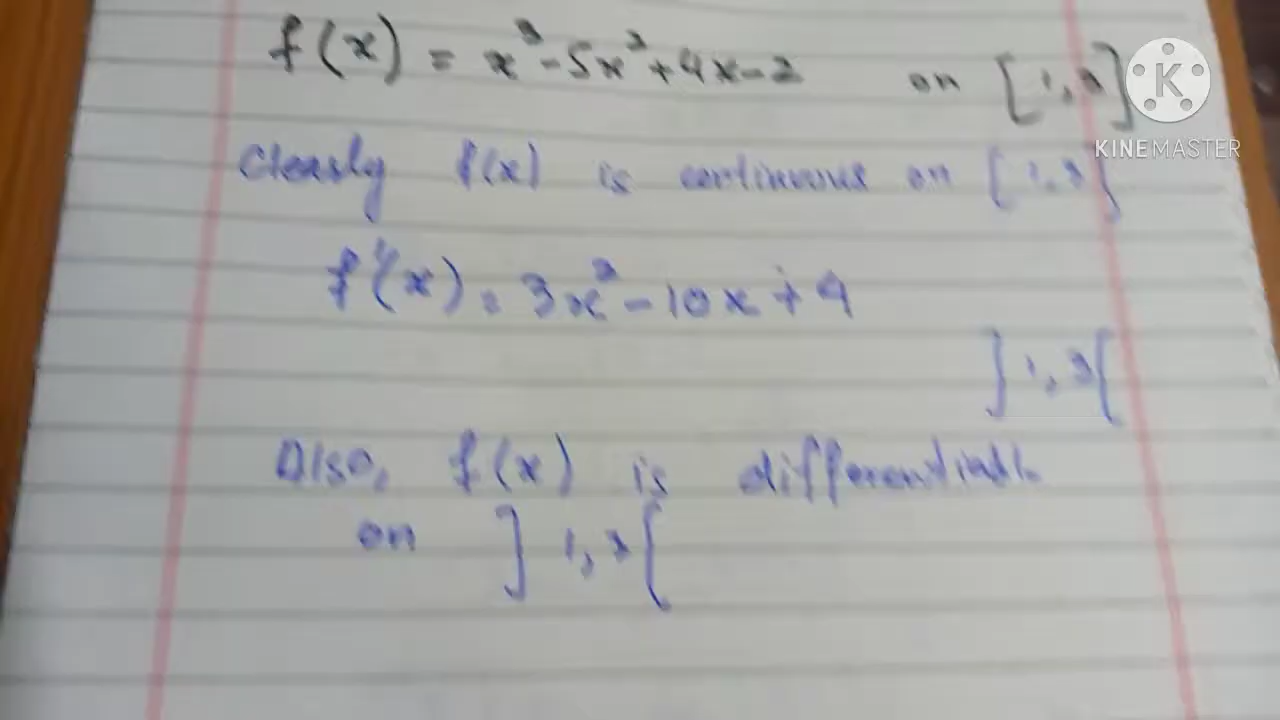 f(x) = x³ - 5x² + 4x - 2 on [1, 3]
KINEMASTER
Clearly f(x) is continuous on [1, 3]
f'(x) = 3x² - 10x + 4
]1, 3[
Also, f(x) is differentiable
on ]1, 3[